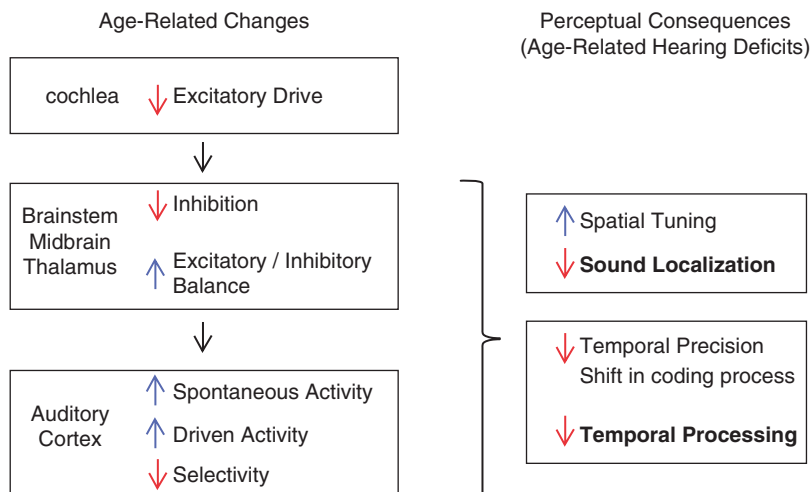 Age-Related Changes
cochlea
Excitatory Drive
Brainstem
Midbrain
Thalamus
Inhibition
Excitatory / Inhibitory
Balance
Auditory
Cortex
Spontaneous Activity
Driven Activity
Selectivity
Perceptual Consequences
(Age-Related Hearing Deficits)
Spatial Tuning
Sound Localization
Temporal Precision
Shift in coding process
Temporal Processing